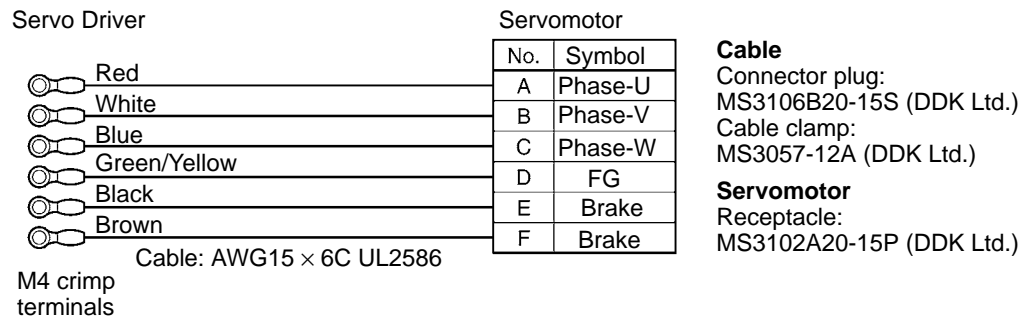 Servo Driver
Servomotor
No. Symbol
Red A Phase-U
White B Phase-V
Blue C Phase-W
Green/Yellow D FG
Black E Brake
Brown F Brake
Cable: AWG15 × 6C UL2586
M4 crimp
terminals
Cable
Connector plug:
MS3106B20-15S (DDK Ltd.)
Cable clamp:
MS3057-12A (DDK Ltd.)
Servomotor
Receptacle:
MS3102A20-15P (DDK Ltd.)